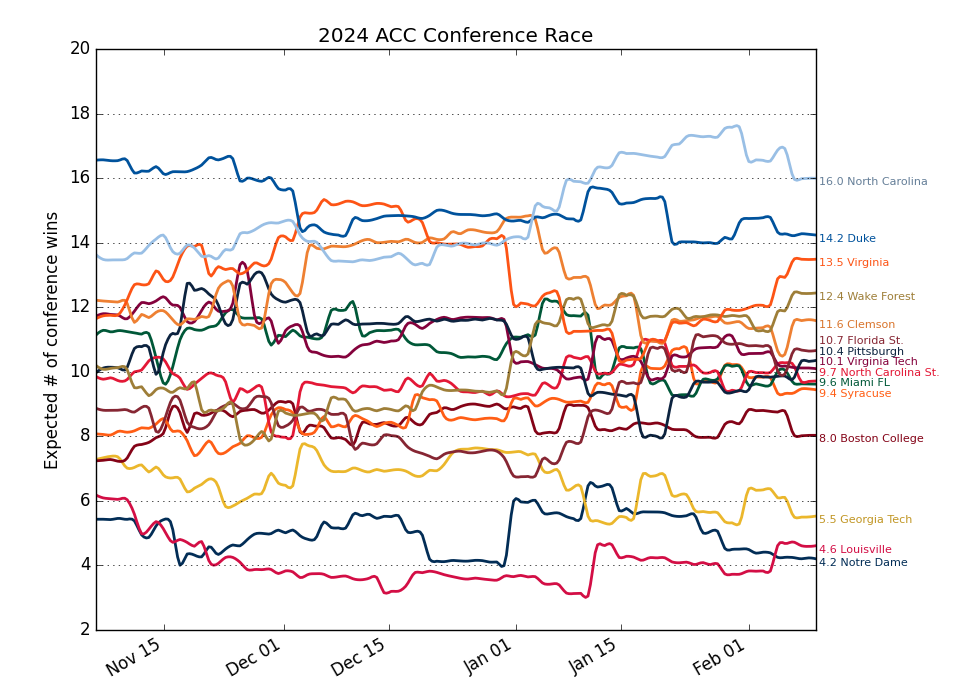 2024 ACC Conference Race
Expected # of conference wins
20
18
16
14
12
10
8
6
4
2
Nov 15
Dec 01
Dec 15
Jan 01
Jan 15
Feb 01
16.0 North Carolina
14.2 Duke
13.5 Virginia
12.4 Wake Forest
11.6 Clemson
10.7 Florida St.
10.4 Pittsburgh
10.1 Virginia Tech
9.7 North Carolina St.
9.6 Miami FL
9.4 Syracuse
8.0 Boston College
5.5 Georgia Tech
4.6 Louisville
4.2 Notre Dame